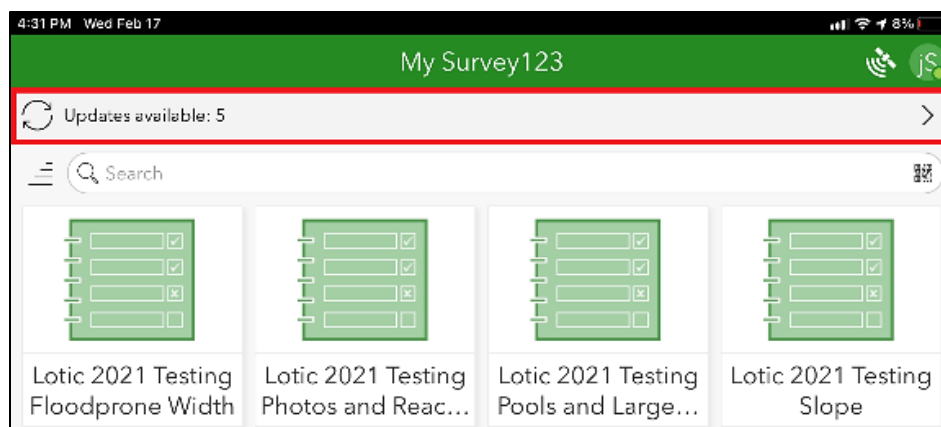 4:31 PM Wed Feb 17 8%
My Survey123
jS
Updates available: 5
Search
Lotic 2021 Testing Floodprone Width
Lotic 2021 Testing Photos and Reac...
Lotic 2021 Testing Pools and Large...
Lotic 2021 Testing Slope